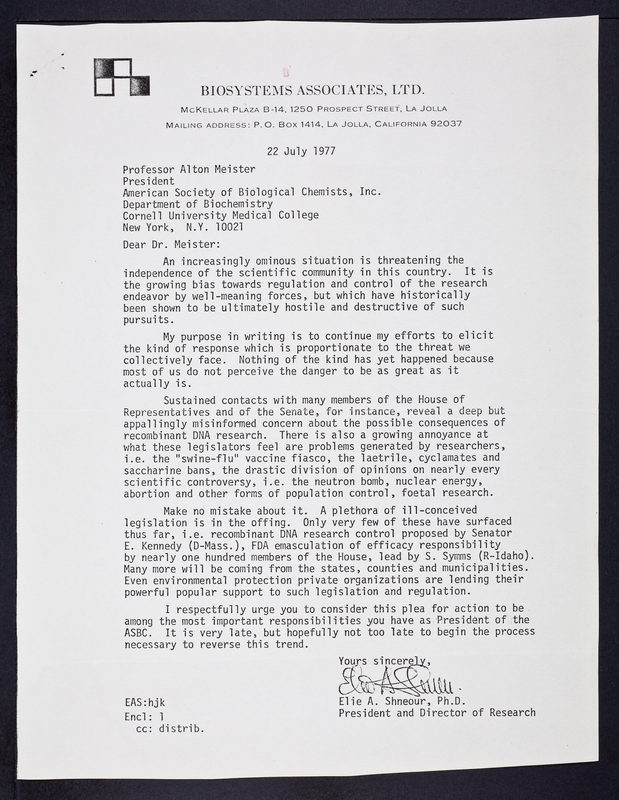 BIOSYSTEMS ASSOCIATES, LTD.
McKellar Plaza B-14, 1250 Prospect Street, La Jolla
Mailing address: P. O. Box 1414, La Jolla, California 92037
22 July 1977
Professor Alton Meister
President
American Society of Biological Chemists, Inc.
Department of Biochemistry
Cornell University Medical College
New York, N.Y. 10021
Dear Dr. Meister:
An increasingly ominous situation is threatening the
independence of the scientific community in this country. It is
the growing bias towards regulation and control of the research
endeavor by well-meaning forces, but which have historically
been shown to be ultimately hostile and destructive of such
pursuits.
My purpose in writing is to continue my efforts to elicit
the kind of response which is proportionate to the threat we
collectively face. Nothing of the kind has yet happened because
most of us do not perceive the danger to be as great as it
actually is.
Sustained contacts with many members of the House of
Representatives and of the Senate, for instance, reveal a deep but
appallingly misinformed concern about the possible consequences of
recombinant DNA research. There is also a growing annoyance at
what these legislators feel are problems generated by researchers,
i.e. the "swine-flu" vaccine fiasco, the laetrile, cyclamates and
saccharine bans, the drastic division of opinions on nearly every
scientific controversy, i.e. the neutron bomb, nuclear energy,
abortion and other forms of population control, foetal research.
Make no mistake about it. A plethora of ill-conceived
legislation is in the offing. Only very few of these have surfaced
thus far, i.e. recombinant DNA research control proposed by Senator
E. Kennedy (D-Mass.), FDA emasculation of efficacy responsibility
by nearly one hundred members of the House, lead by S. Symms (R-Idaho).
Many more will be coming from the states, counties and municipalities.
Even environmental protection private organizations are lending their
powerful popular support to such legislation and regulation.
I respectfully urge you to consider this plea for action to be
among the most important responsibilities you have as President of the
ASBC. It is very late, but hopefully not too late to begin the process
necessary to reverse this trend.
Yours sincerely,
Elie A. Shneour, Ph.D.
President and Director of Research
EAS:hjk
Encl: 1
cc: distrib.